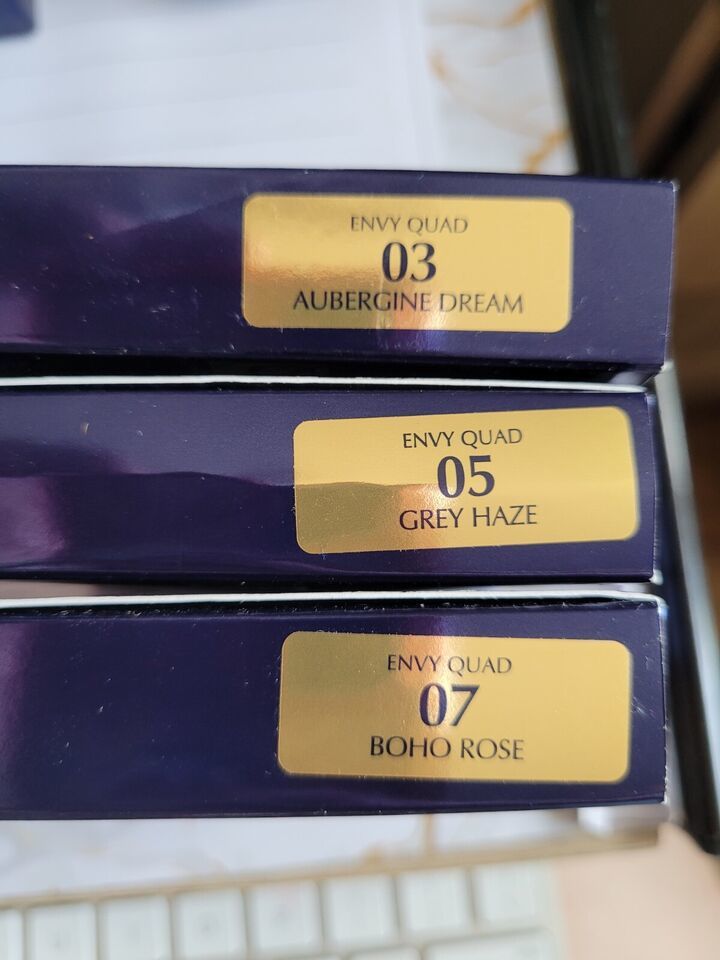 ENVY QUAD
03
AUBERGINE DREAM
ENVY QUAD
05
GREY HAZE
ENVY QUAD
07
BOHO ROSE